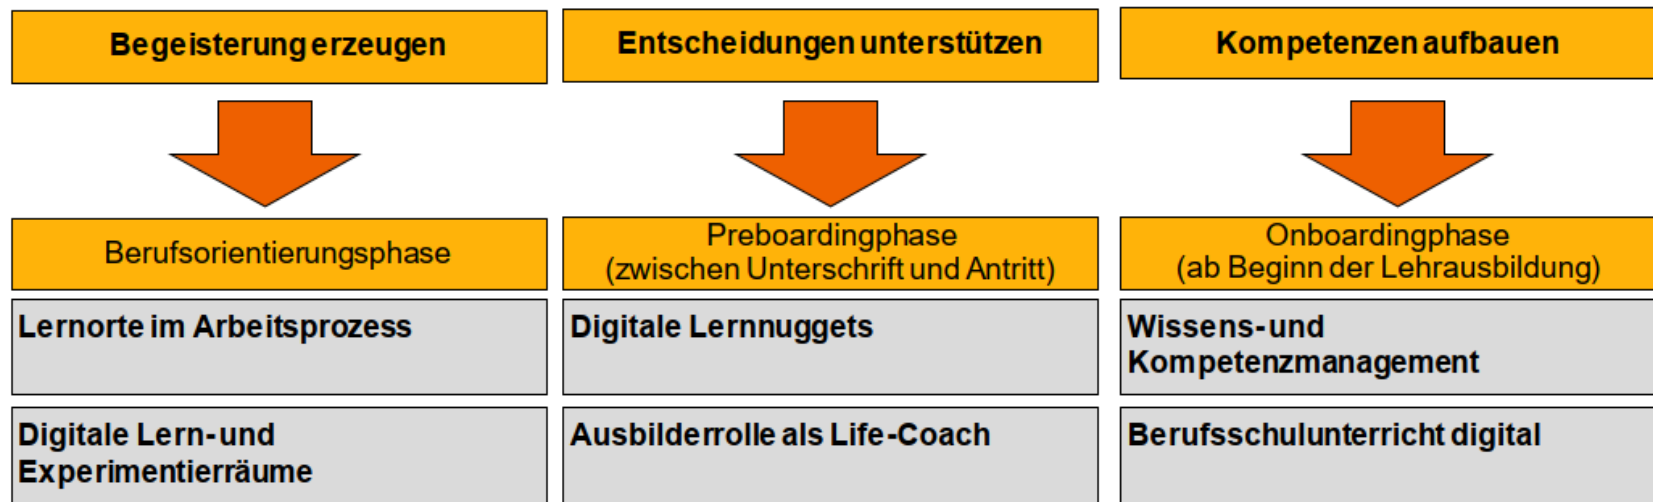 Begeisterung erzeugen
Entscheidungen unterstützen
Kompetenzen aufbauen
Berufsorientierungsphase
Preboardingphase
(zwischen Unterschrift und Antritt)
Onboardingphase
(ab Beginn der Lehrausbildung)
Lernorte im Arbeitsprozess
Digitale Lernnuggets
Wissens- und
Kompetenzmanagement
Digitale Lern- und
Experimentierräume
Ausbilderrolle als Life-Coach
Berufsschulunterricht digital